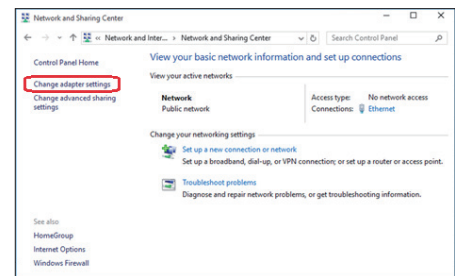 Network and Sharing Center
« Network and Inter... > Network and Sharing Center
Search Control Panel
Control Panel Home
Change adapter settings
Change advanced sharing
settings
View your basic network information and set up connections
View your active networks
Network
Public network
Access type: No network access
Connections: Ethernet
Change your networking settings
Set up a new connection or network
Set up a broadband, dial-up, or VPN connection; or set up a router or access point.
Troubleshoot problems
Diagnose and repair network problems, or get troubleshooting information.
See also
HomeGroup
Internet Options
Windows Firewall